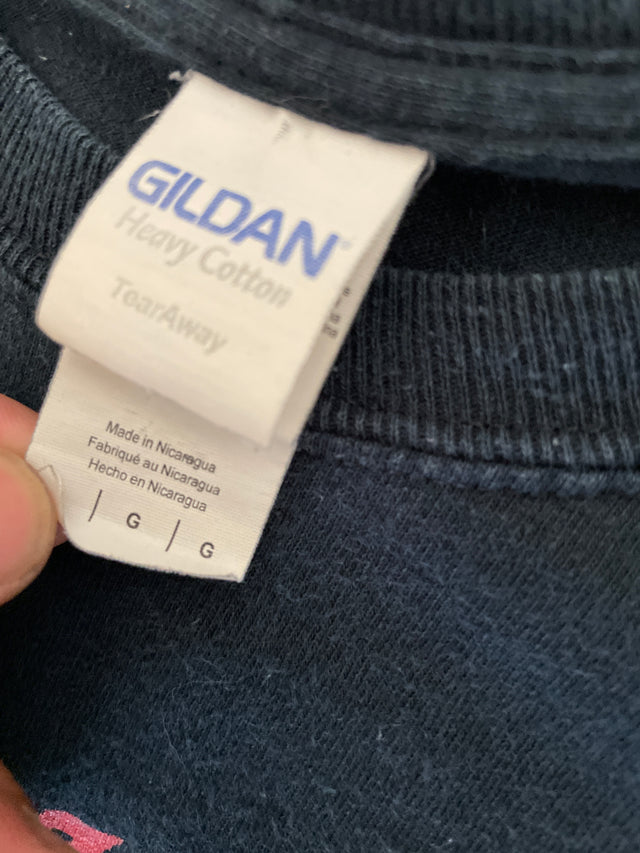 GILDAN
Heavy Cotton
TearAway
Made in Nicaragua
Fabriqué au Nicaragua
Hecho en Nicaragua
/ G / G